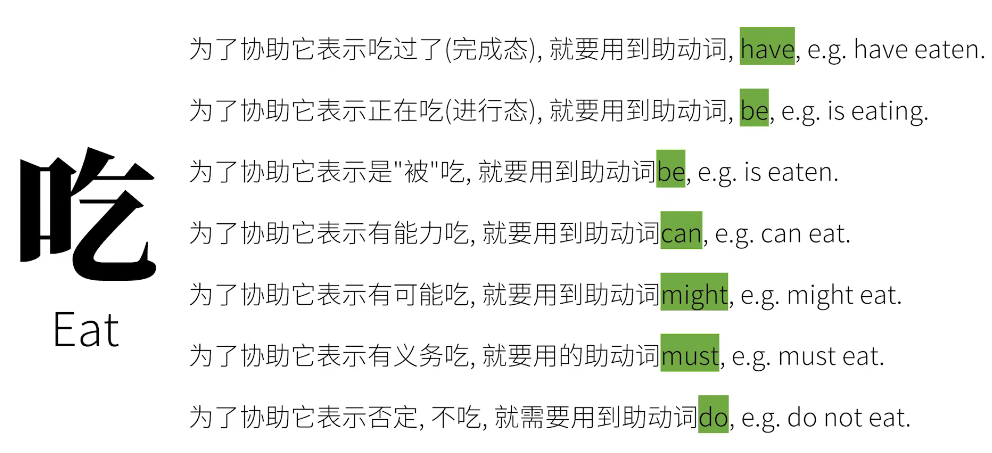 吃
Eat
为了协助它表示吃过了(完成态), 就要用到助动词, have, e.g. have eaten.
为了协助它表示正在吃(进行态), 就要用到助动词, be, e.g. is eating.
为了协助它表示是"被"吃, 就要用到助动词be, e.g. is eaten.
为了协助它表示有能力吃, 就要用到助动词can, e.g. can eat.
为了协助它表示有可能吃, 就要用到助动词might, e.g. might eat.
为了协助它表示有义务吃, 就要用的助动词must, e.g. must eat.
为了协助它表示否定, 不吃, 就需要用到助动词do, e.g. do not eat.